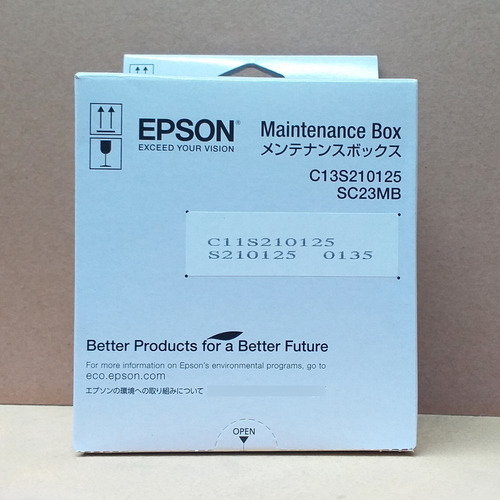 EPSON®
EXCEED YOUR VISION
Maintenance Box
メンテナンスボックス
C13S210125
SC23MB
C11S210125
S210125 0135
Better Products for a Better Future
For more information on Epson's environmental programs, go to
eco.epson.com
エプソンの環境への取り組みについて
OPEN